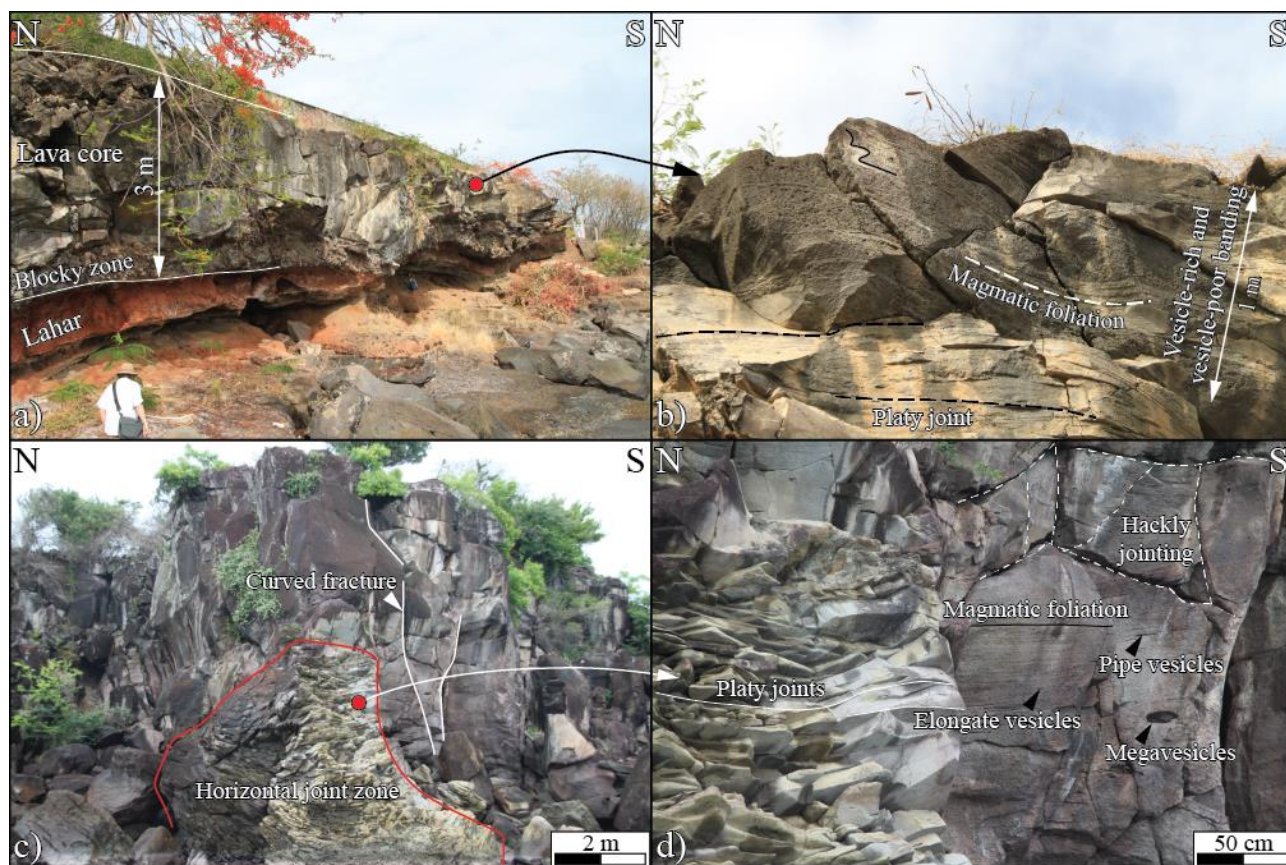 N
S
Lava core
3 m
Blocky zone
Lahar
a)
N
S
Magmatic foliation
Vesicle-rich and
vesicle-poor banding
1 m
Platy joint
b)
N
S
Curved fracture
Horizontal joint zone
c)
2 m
N
S
Hackly
jointing
Magmatic foliation
Pipe vesicles
Platy joints
Elongate vesicles
Megavesicles
d)
50 cm